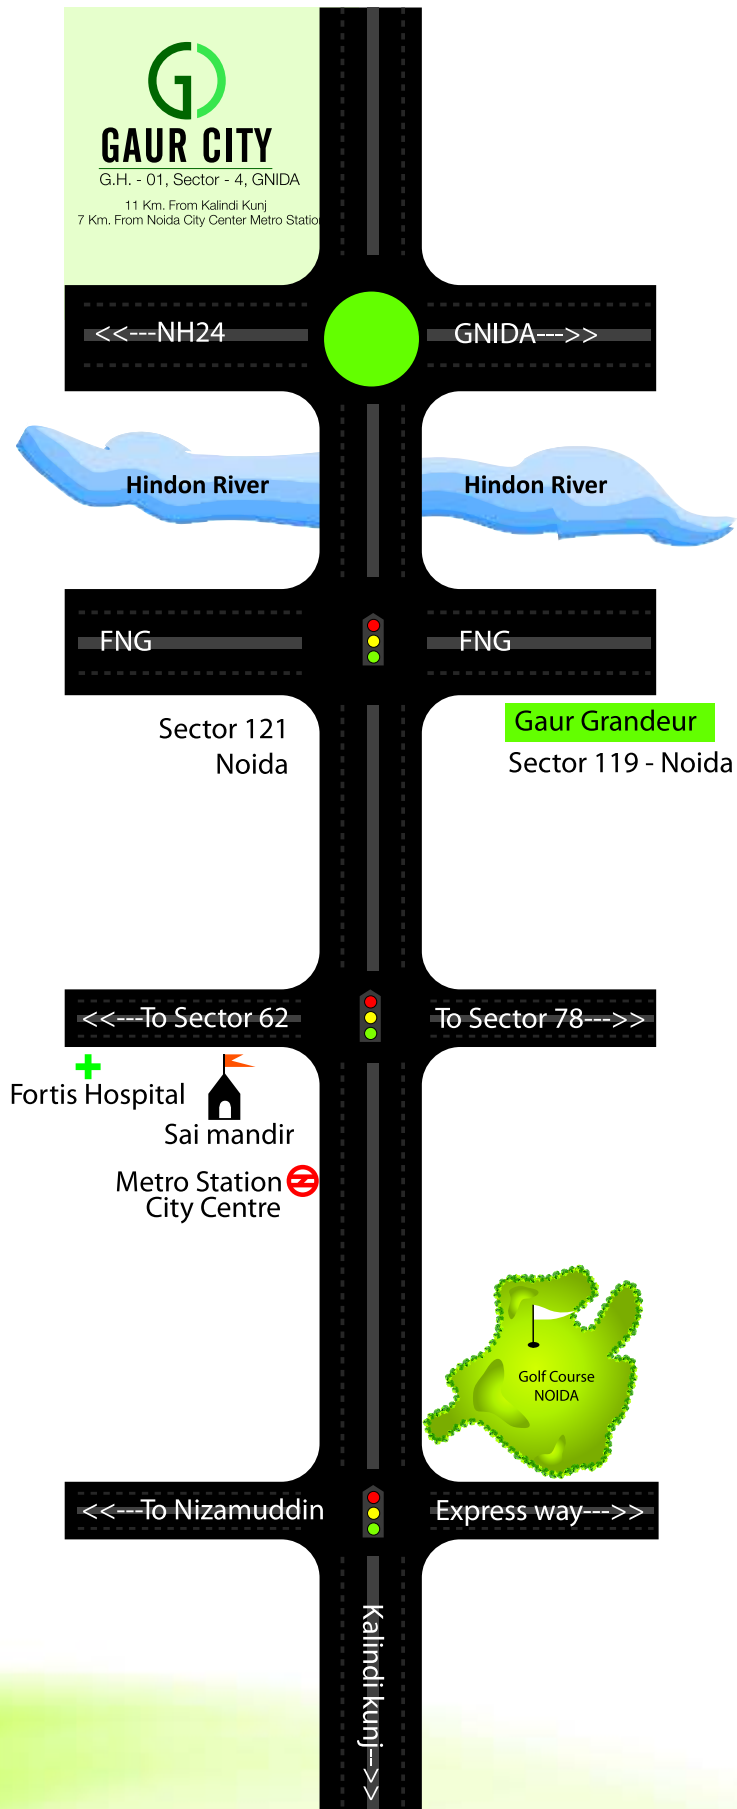 GAUR CITY
G.H. - 01, Sector - 4, GNIDA
11 Km. From Kalindi Kunj
7 Km. From Noida City Center Metro Station
<<---NH24
GNIDA--->>
Hindon River
Hindon River
FNG
FNG
Sector 121
Noida
Gaur Grandeur
Sector 119 - Noida
<<---To Sector 62
To Sector 78--->>
Fortis Hospital
Sai mandir
Metro Station
City Centre
Golf Course
NOIDA
<<---To Nizamuddin
Express way--->>
Kalindi kunj-->>